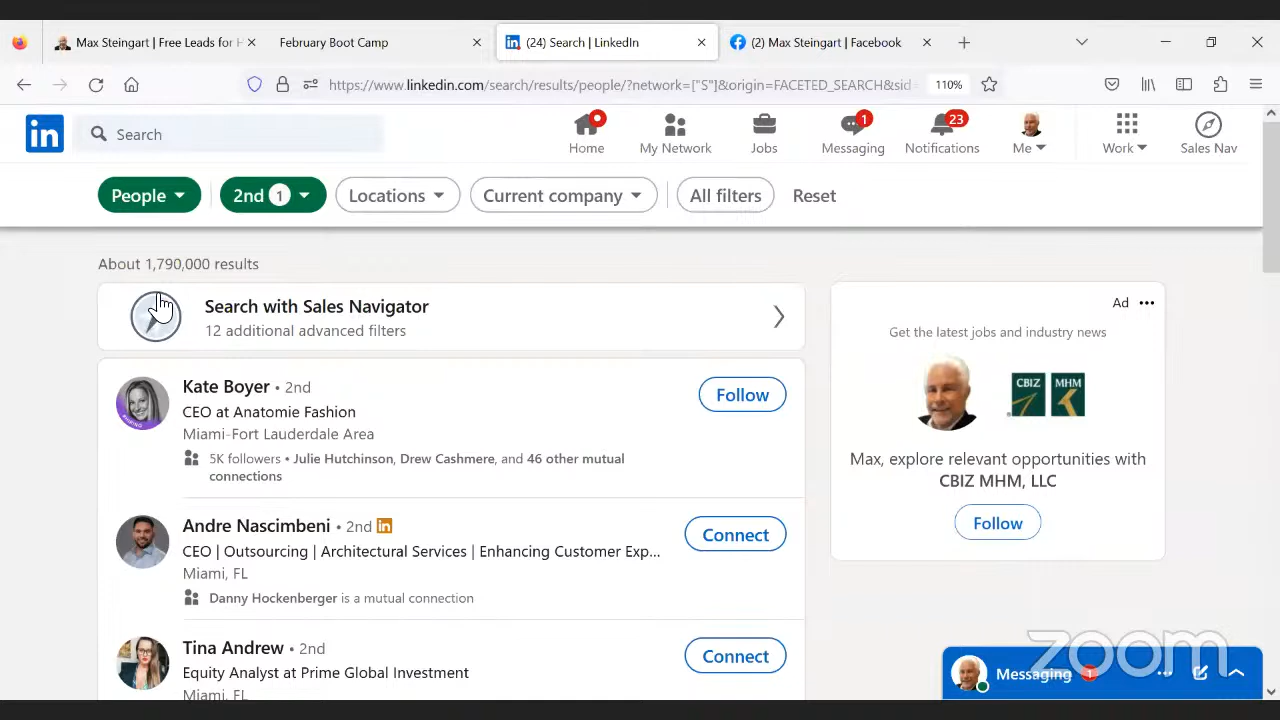 Max Steingart | Free Leads for H
February Boot Camp
(24) Search | LinkedIn
(2) Max Steingart | Facebook
https://www.linkedin.com/search/results/people/?network=["S"]&origin=FACETED_SEARCH&sid=
110%
in
Search
Home
My Network
Jobs
1
Messaging
23
Notifications
Me
Work
Sales Nav
People
2nd 1
Locations
Current company
All filters
Reset
About 1,790,000 results
Search with Sales Navigator
12 additional advanced filters
Kate Boyer • 2nd
CEO at Anatomie Fashion
Miami-Fort Lauderdale Area
5K followers • Julie Hutchinson, Drew Cashmere, and 46 other mutual
connections
Follow
Andre Nascimbeni • 2nd in
CEO | Outsourcing | Architectural Services | Enhancing Customer Exp...
Miami, FL
Danny Hockenberger is a mutual connection
Connect
Tina Andrew • 2nd
Equity Analyst at Prime Global Investment
Miami, FL
Connect
Ad
Get the latest jobs and industry news
CBIZ MHM
Max, explore relevant opportunities with
CBIZ MHM, LLC
Follow
zoom
Messaging 1